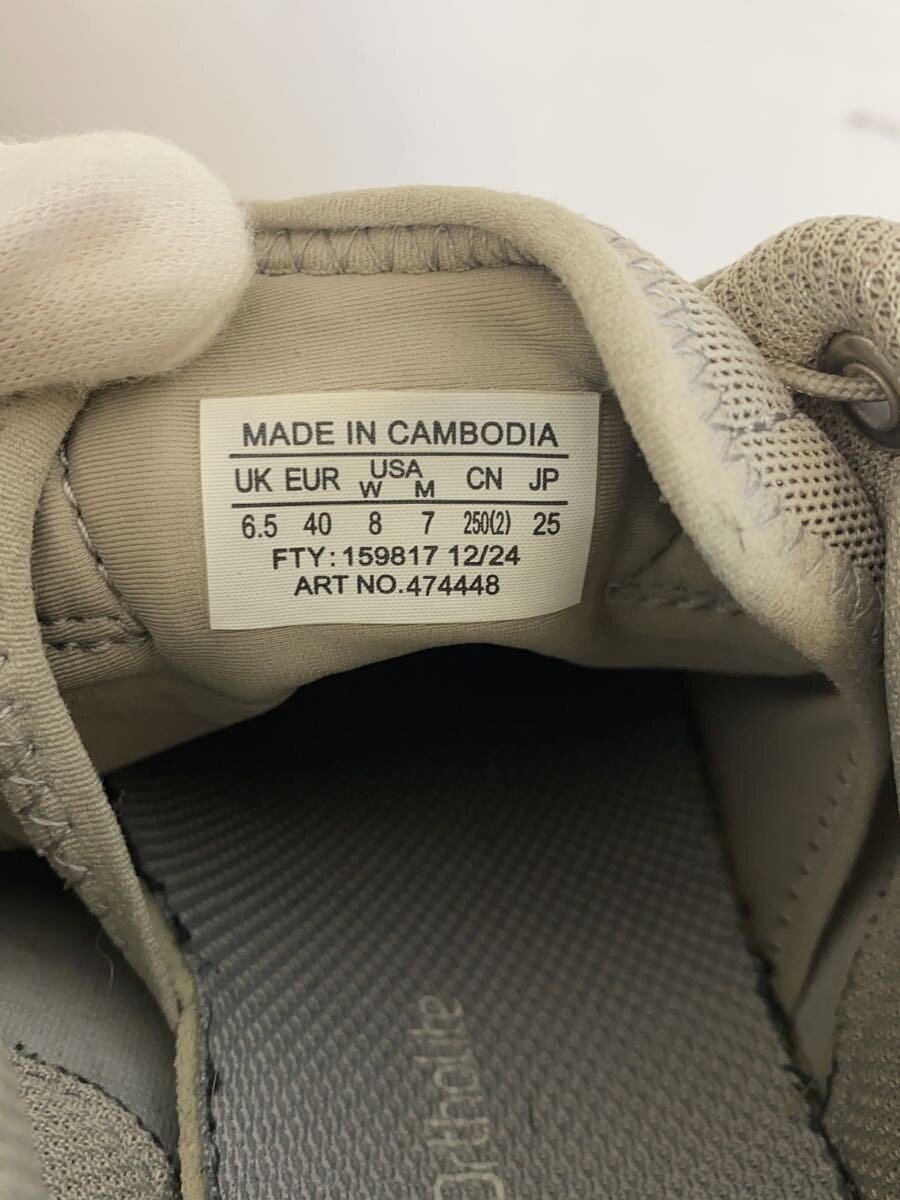 MADE IN CAMBODIA
UK EUR USA W M CN JP
6.5 40 8 7 250(2) 25
FTY: 159817 12/24
ART NO.474448
Ortholite